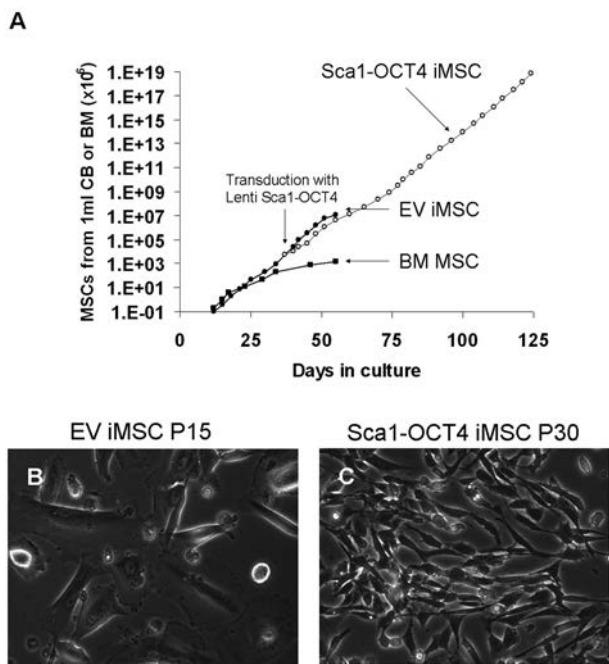 A
MSCs from 1ml CB or BM (x10⁶)
1.E+19
1.E+17
1.E+15
1.E+13
1.E+11
1.E+09
1.E+07
1.E+05
1.E+03
1.E+01
1.E-01
Sca1-OCT4 iMSC
Transduction with
Lenti Sca1-OCT4
EV iMSC
BM MSC
0 25 50 75 100 125
Days in culture
EV iMSC P15
Sca1-OCT4 iMSC P30
B
C